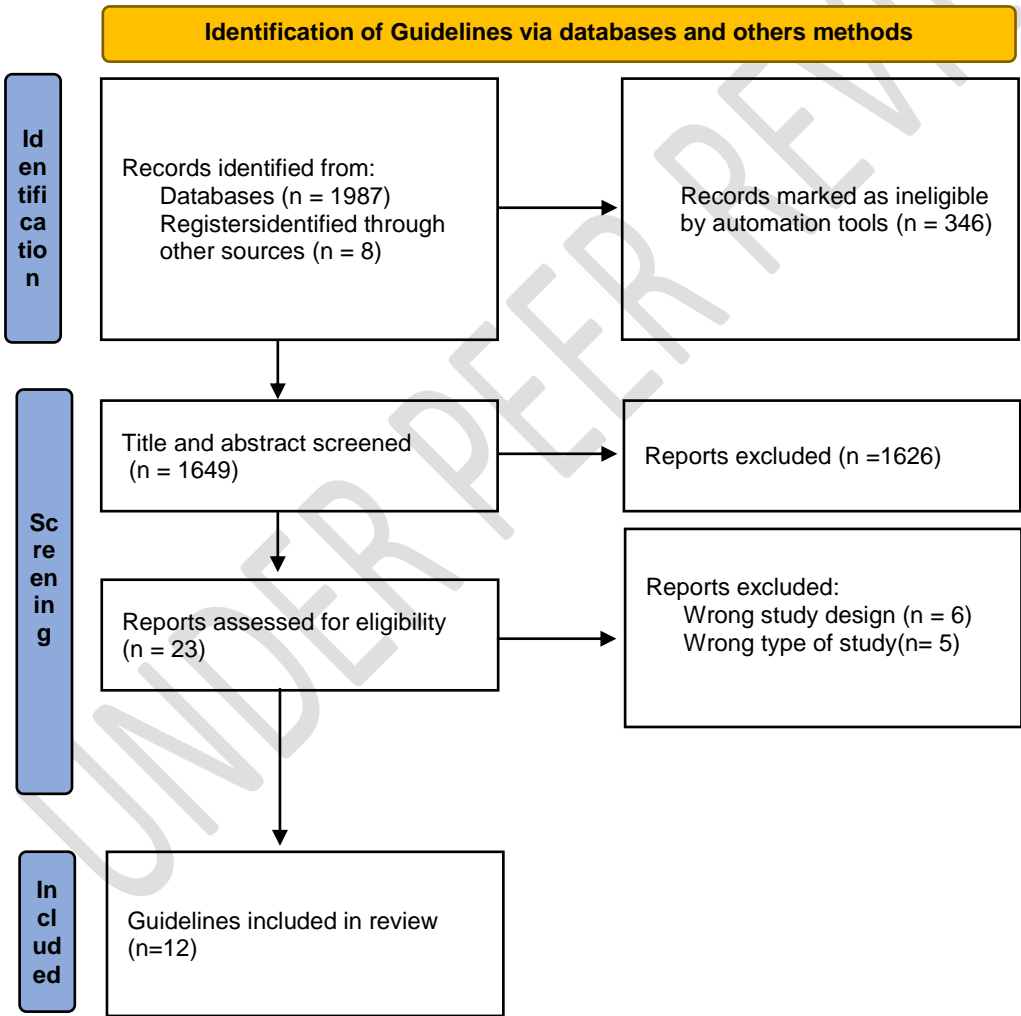 Identification of Guidelines via databases and others methods
Id
en
tifi
ca
tio
n
Records identified from:
Databases (n = 1987)
Registersidentified through
other sources (n = 8)
Records marked as ineligible
by automation tools (n = 346)
Sc
re
en
in
g
Title and abstract screened
(n = 1649)
Reports excluded (n =1626)
Reports assessed for eligibility
(n = 23)
Reports excluded:
Wrong study design (n = 6)
Wrong type of study(n= 5)
In
cl
ud
ed
Guidelines included in review
(n=12)
UNDER PEER REVI